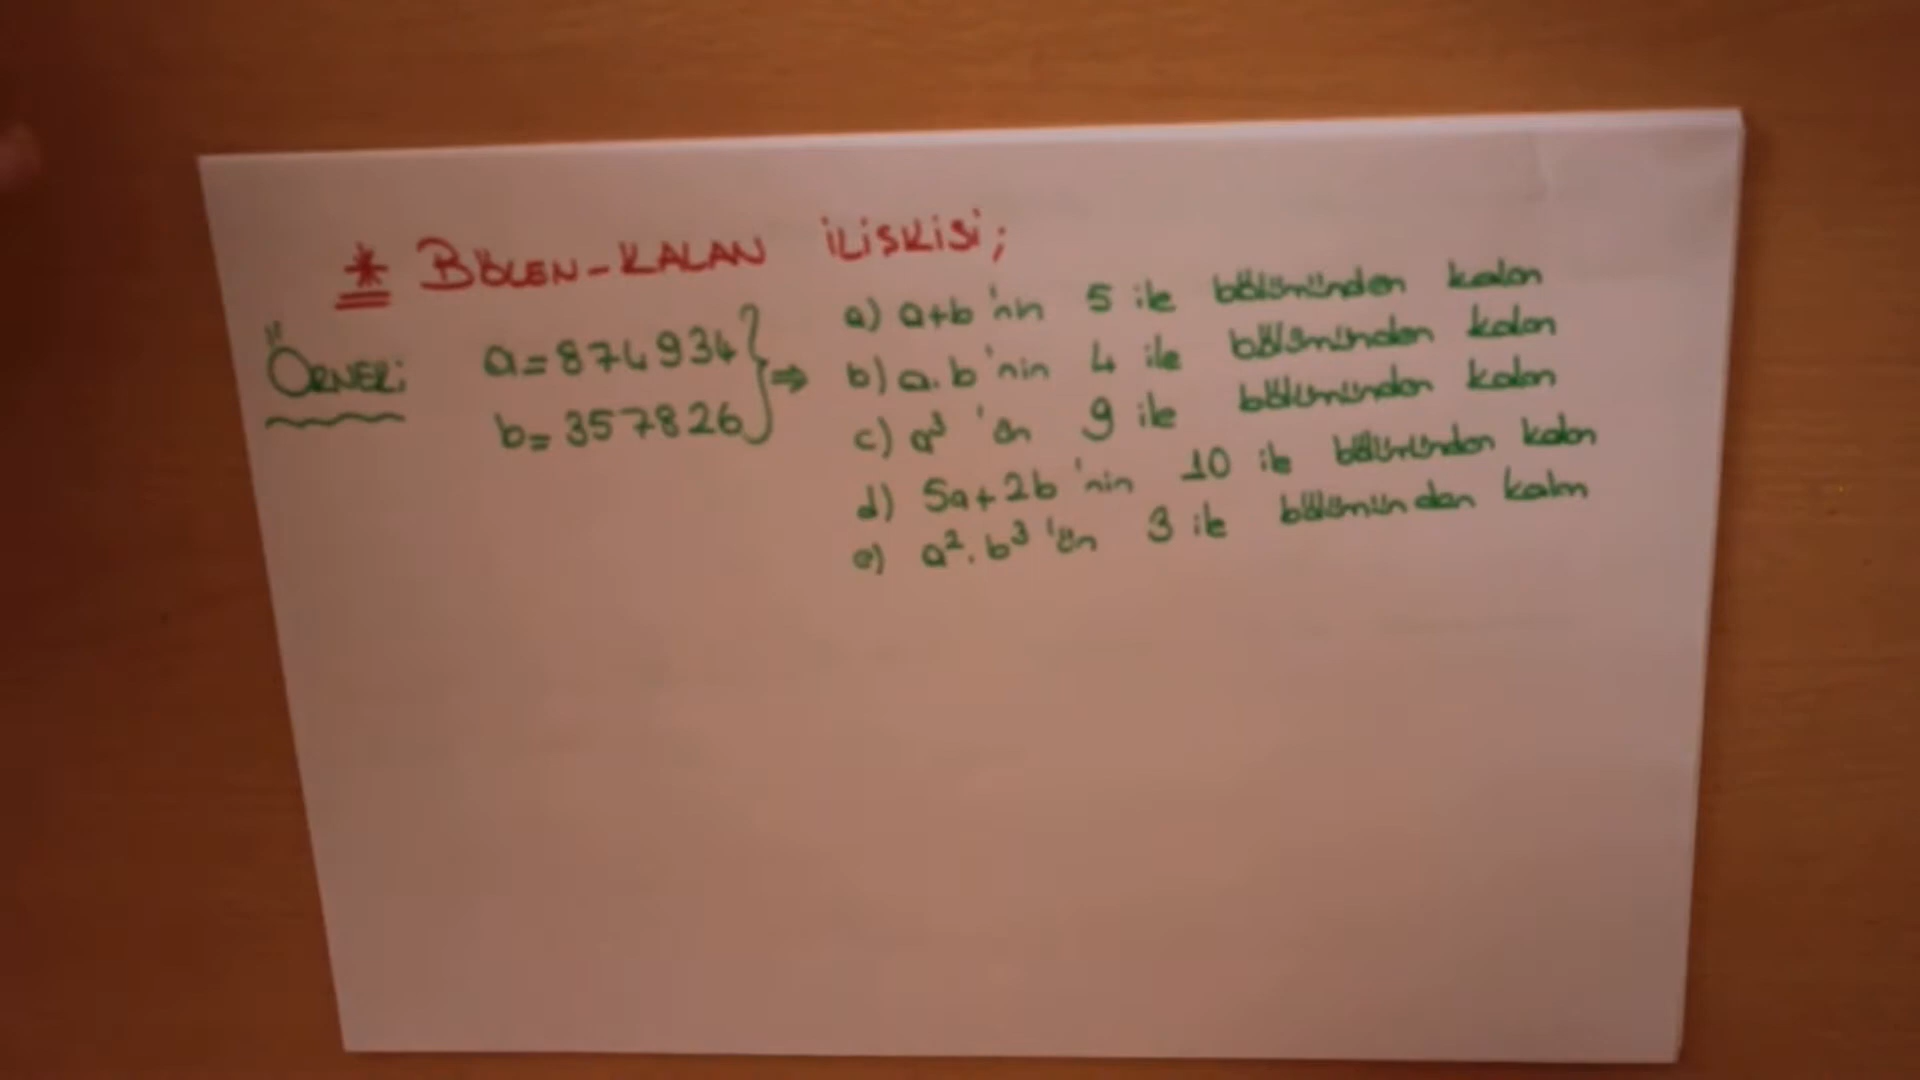 * BÖLEN-KALAN İLİŞKİSİ;
ÖRNEK: a=874934
b=357826
a) a+b 'nin 5 ile bölümünden kalan
b) a.b 'nin 4 ile bölümünden kalan
c) a³ 'ün 9 ile bölümünden kalan
d) 5a+2b 'nin 10 ile bölümünden kalan
e) a².b³ 'ün 3 ile bölümünden kalan